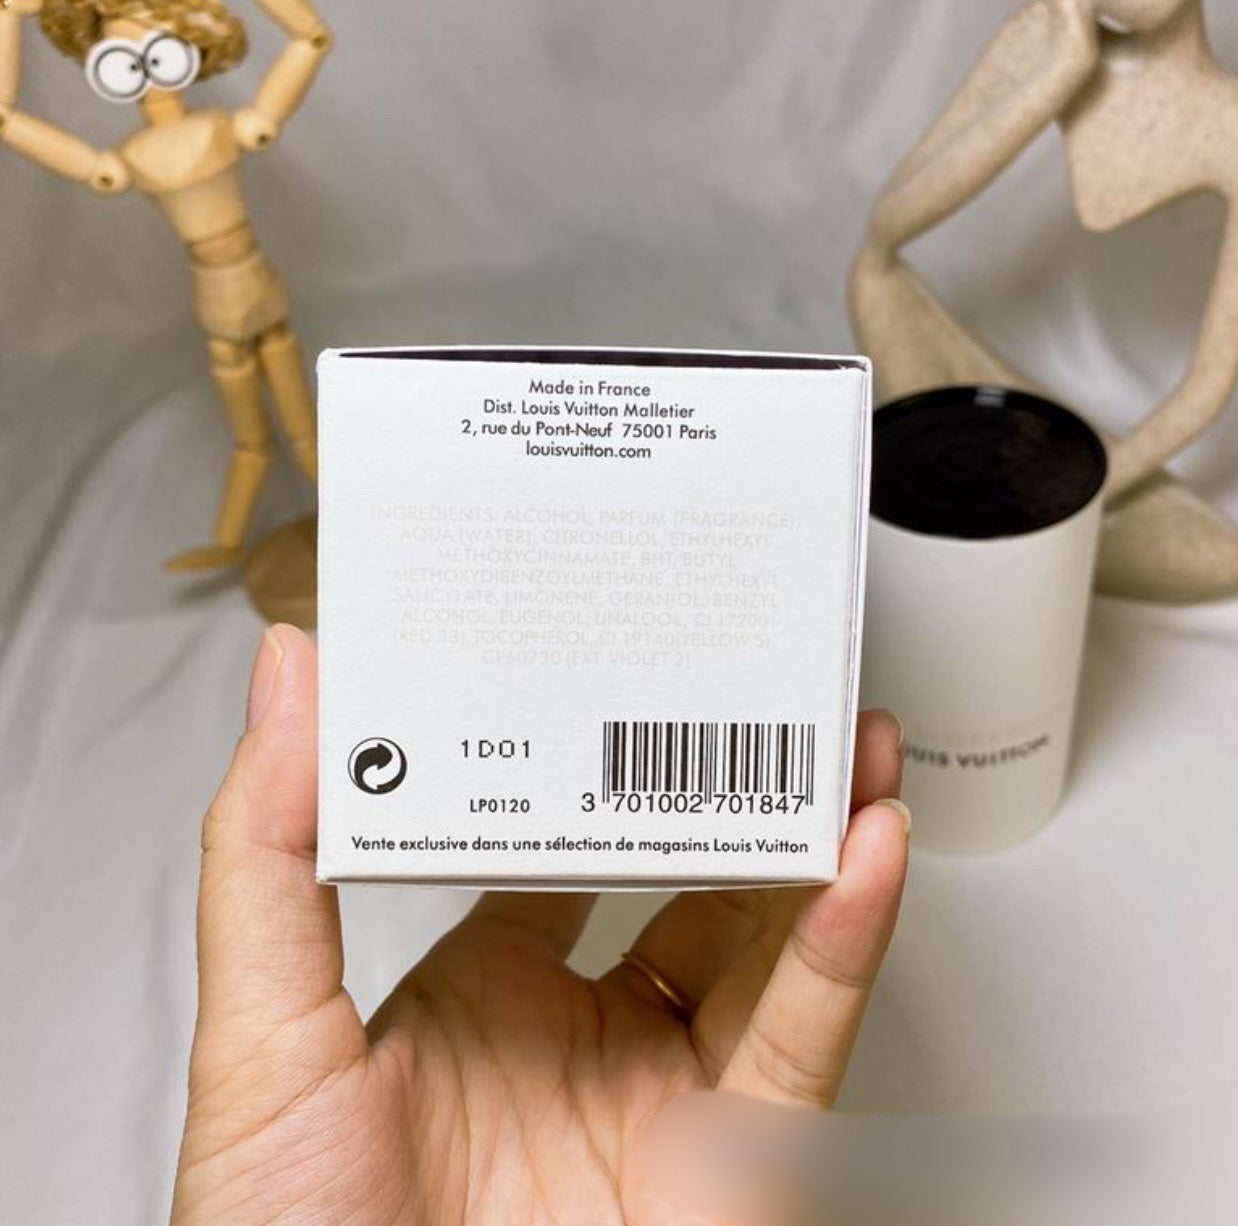 Made in France
Dist. Louis Vuitton Malletier
2, rue du Pont-Neuf 75001 Paris
louisvuitton.com
INGREDIENTS: ALCOHOL, PARFUM (FRAGRANCE),
AQUA (WATER), CITRONELLOL, ETHYLHEXYL
METHOXYCINNAMATE, BHT, BUTYL
METHOXYDIBENZOYLMETHANE, ETHYLHEXYL
SALICYLATE, LIMONENE, GERANIOL, BENZYL
ALCOHOL, EUGENOL, LINALOOL, CI 17200
(RED 33), TOCOPHEROL, CI 19140(YELLOW 5),
CI 60730 (EXT. VIOLET 2)
1D01
LP0120
3 701002 701847
Vente exclusive dans une sélection de magasins Louis Vuitton
OUIS VUITTON